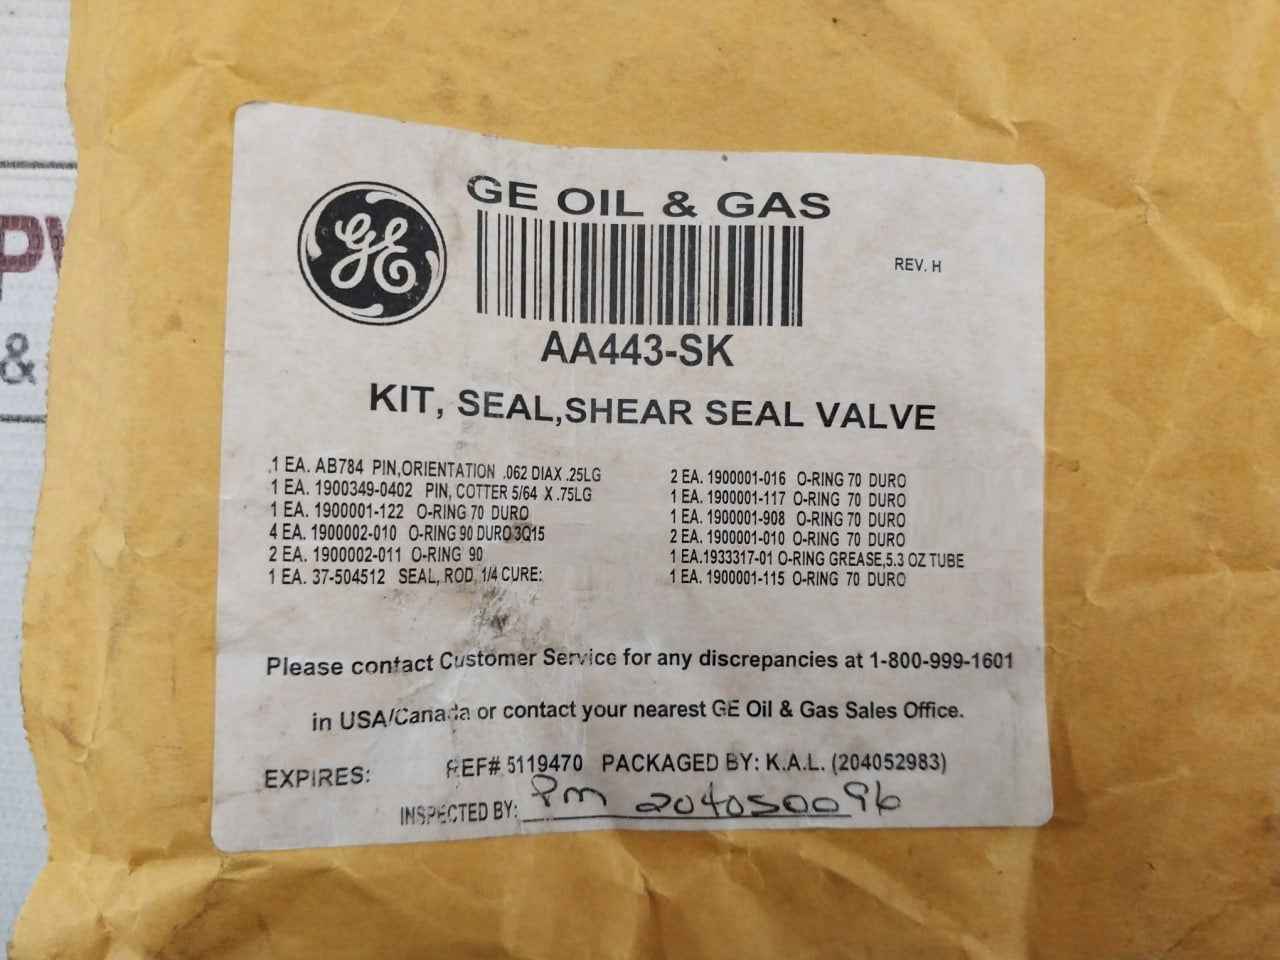 GE
GE OIL & GAS
REV. H
AA443-SK
KIT, SEAL,SHEAR SEAL VALVE
1 EA. AB784 PIN,ORIENTATION .062 DIAX .25LG
1 EA. 1900349-0402 PIN, COTTER 5/64 X .75LG
1 EA. 1900001-122 O-RING 70 DURO
4 EA. 1900002-010 O-RING 90 DURO3Q15
2 EA. 1900002-011 O-RING 90
1 EA. 37-504512 SEAL, ROD, 1/4 CURE:
2 EA. 1900001-016 O-RING 70 DURO
1 EA. 1900001-117 O-RING 70 DURO
1 EA. 1900001-908 O-RING 70 DURO
2 EA. 1900001-010 O-RING 70 DURO
1 EA.1933317-01 O-RING GREASE,5.3 OZ TUBE
1 EA. 1900001-115 O-RING 70 DURO
Please contact Customer Service for any discrepancies at 1-800-999-1601
in USA/Canada or contact your nearest GE Oil & Gas Sales Office.
EXPIRES: REF# 5119470 PACKAGED BY: K.A.L. (204052983)
INSPECTED BY: PM 204050096
&